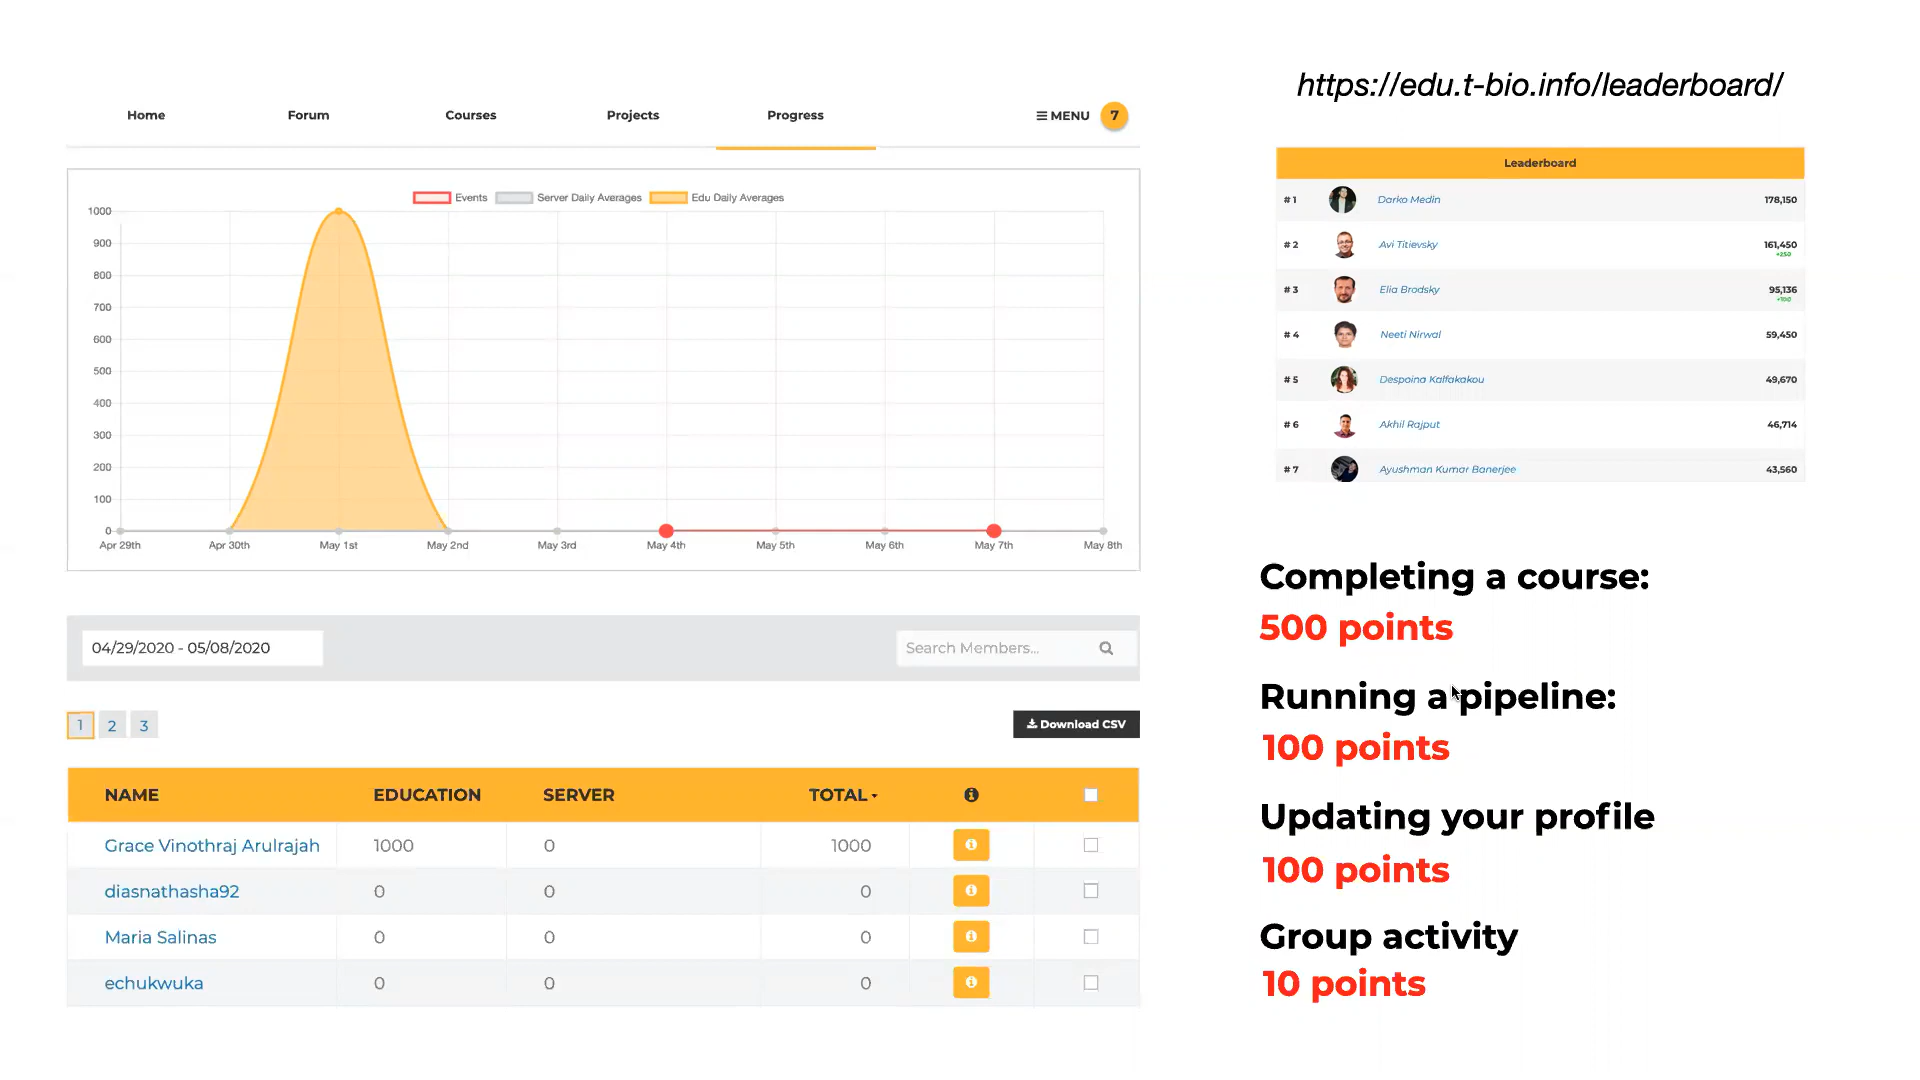 https://edu.t-bio.info/leaderboard/
Home Forum Courses Projects Progress MENU 7
Events Server Daily Averages Edu Daily Averages
1000
900
800
700
600
500
400
300
200
100
0
Apr 29th Apr 30th May 1st May 2nd May 3rd May 4th May 5th May 6th May 7th May 8th
04/29/2020 - 05/08/2020 Search Members...
1 2 3 Download CSV
NAME EDUCATION SERVER TOTAL
Grace Vinothraj Arulrajah 1000 0 1000
diasnathasha92 0 0 0
Maria Salinas 0 0 0
echukwuka 0 0 0
Leaderboard
# 1 Darko Medin 178,150
# 2 Avi Titievsky 161,450
+250
# 3 Elia Brodsky 95,136
+100
# 4 Neeti Nirwal 59,450
# 5 Despoina Kalfakakou 49,670
# 6 Akhil Rajput 46,714
# 7 Ayushman Kumar Banerjee 43,560
Completing a course:
500 points
Running a pipeline:
100 points
Updating your profile
100 points
Group activity
10 points